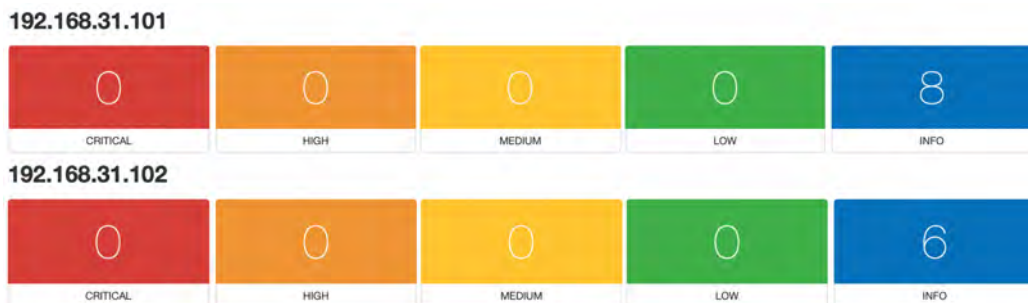 192.168.31.101
0 0 0 0 8
CRITICAL HIGH MEDIUM LOW INFO
192.168.31.102
0 0 0 0 6
CRITICAL HIGH MEDIUM LOW INFO